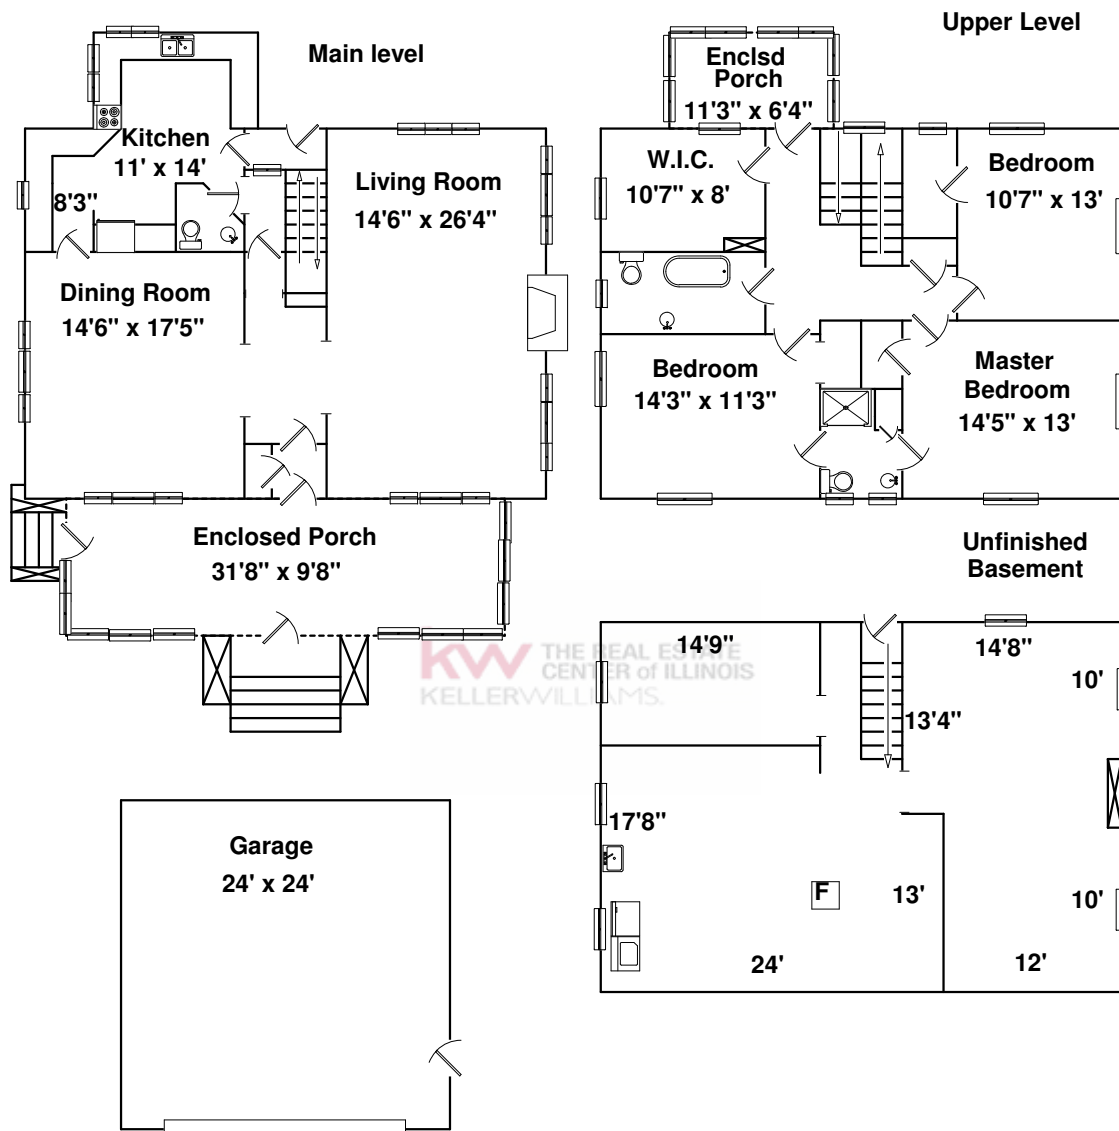 Main level
Kitchen
11' x 14'
8'3"
Living Room
14'6" x 26'4"
Dining Room
14'6" x 17'5"
Enclosed Porch
31'8" x 9'8"
Upper Level
Enclsd
Porch
11'3" x 6'4"
W.I.C.
10'7" x 8'
Bedroom
10'7" x 13'
Bedroom
14'3" x 11'3"
Master
Bedroom
14'5" x 13'
Unfinished
Basement
14'9"
14'8"
10'
13'4"
17'8"
F
13'
10'
24'
12'
kw THE REAL ESTATE
CENTER of ILLINOIS
KELLERWILLIAMS.
Garage
24' x 24'